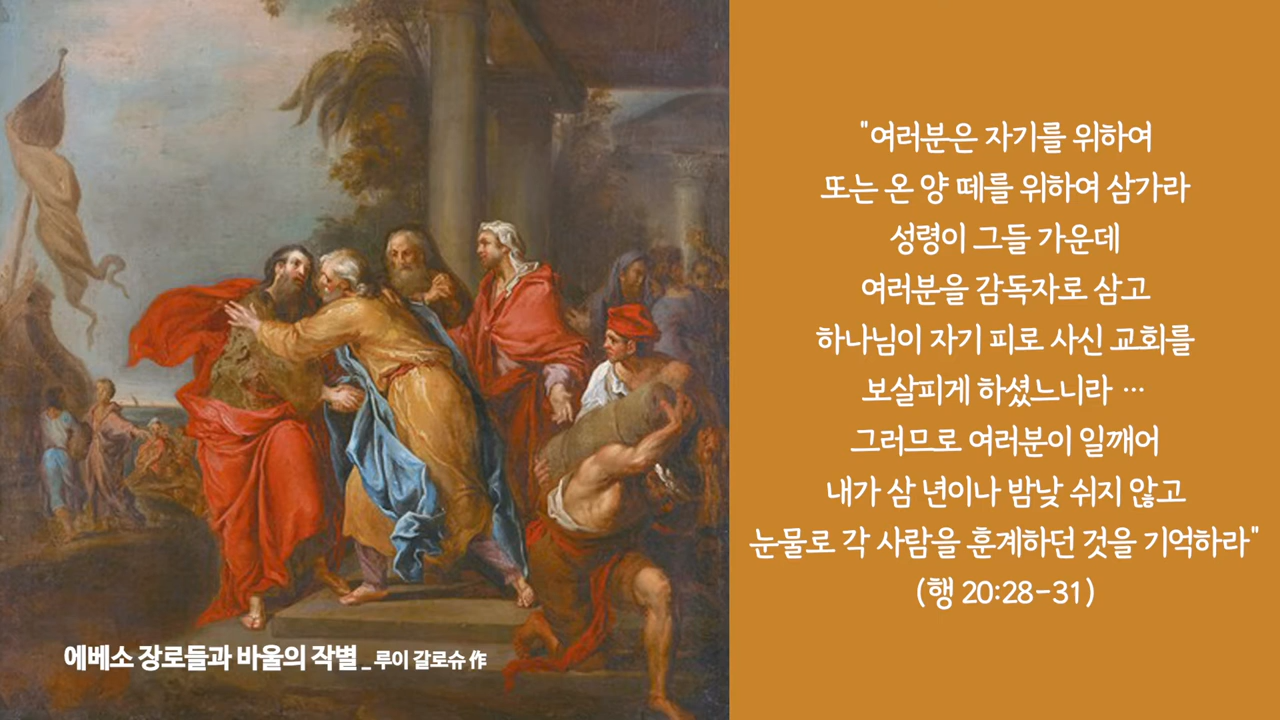 "여러분은 자기를 위하여
또는 온 양 떼를 위하여 삼가라
성령이 그들 가운데
여러분을 감독자로 삼고
하나님이 자기 피로 사신 교회를
보살피게 하셨느니라 …
그러므로 여러분이 일깨어
내가 삼 년이나 밤낮 쉬지 않고
눈물로 각 사람을 훈계하던 것을 기억하라"
(행 20:28-31)
에베소 장로들과 바울의 작별 _ 루이 갈로슈 作